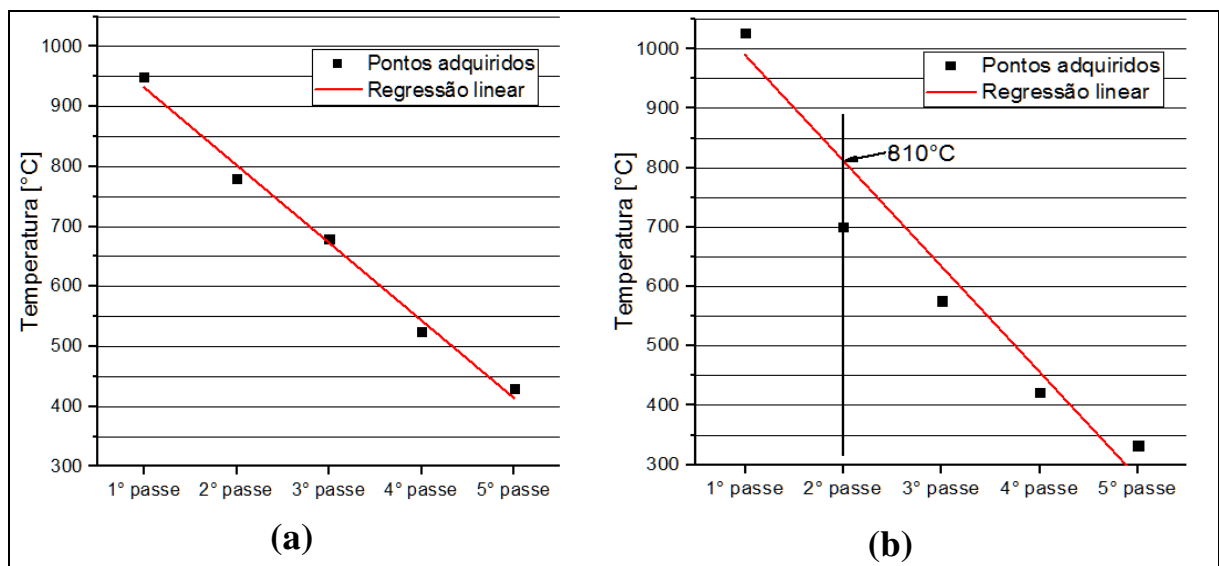 Temperatura [°C]
1000
900
800
700
600
500
400
300
Pontos adquiridos
Regressão linear
1° passe
2° passe
3° passe
4° passe
5° passe
(a)
Temperatura [°C]
1000
900
800
700
600
500
400
300
Pontos adquiridos
Regressão linear
810°C
1° passe
2° passe
3° passe
4° passe
5° passe
(b)